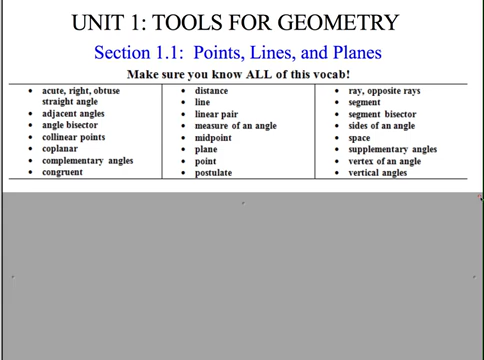 UNIT 1: TOOLS FOR GEOMETRY
Section 1.1: Points, Lines, and Planes
Make sure you know ALL of this vocab!
• acute, right, obtuse
straight angle
• adjacent angles
• angle bisector
• collinear points
• coplanar
• complementary angles
• congruent
• distance
• line
• linear pair
• measure of an angle
• midpoint
• plane
• point
• postulate
• ray, opposite rays
• segment
• segment bisector
• sides of an angle
• space
• supplementary angles
• vertex of an angle
• vertical angles